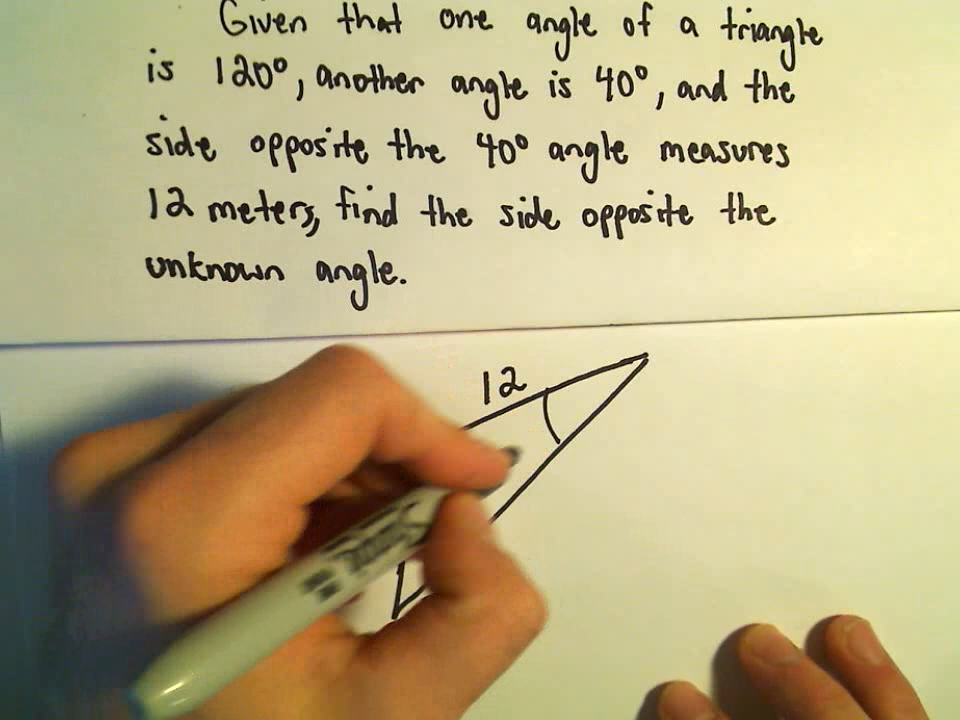 Given that one angle of a triangle
is 120°, another angle is 40°, and the
side opposite the 40° angle measures
12 meters, find the side opposite the
unknown angle.
12